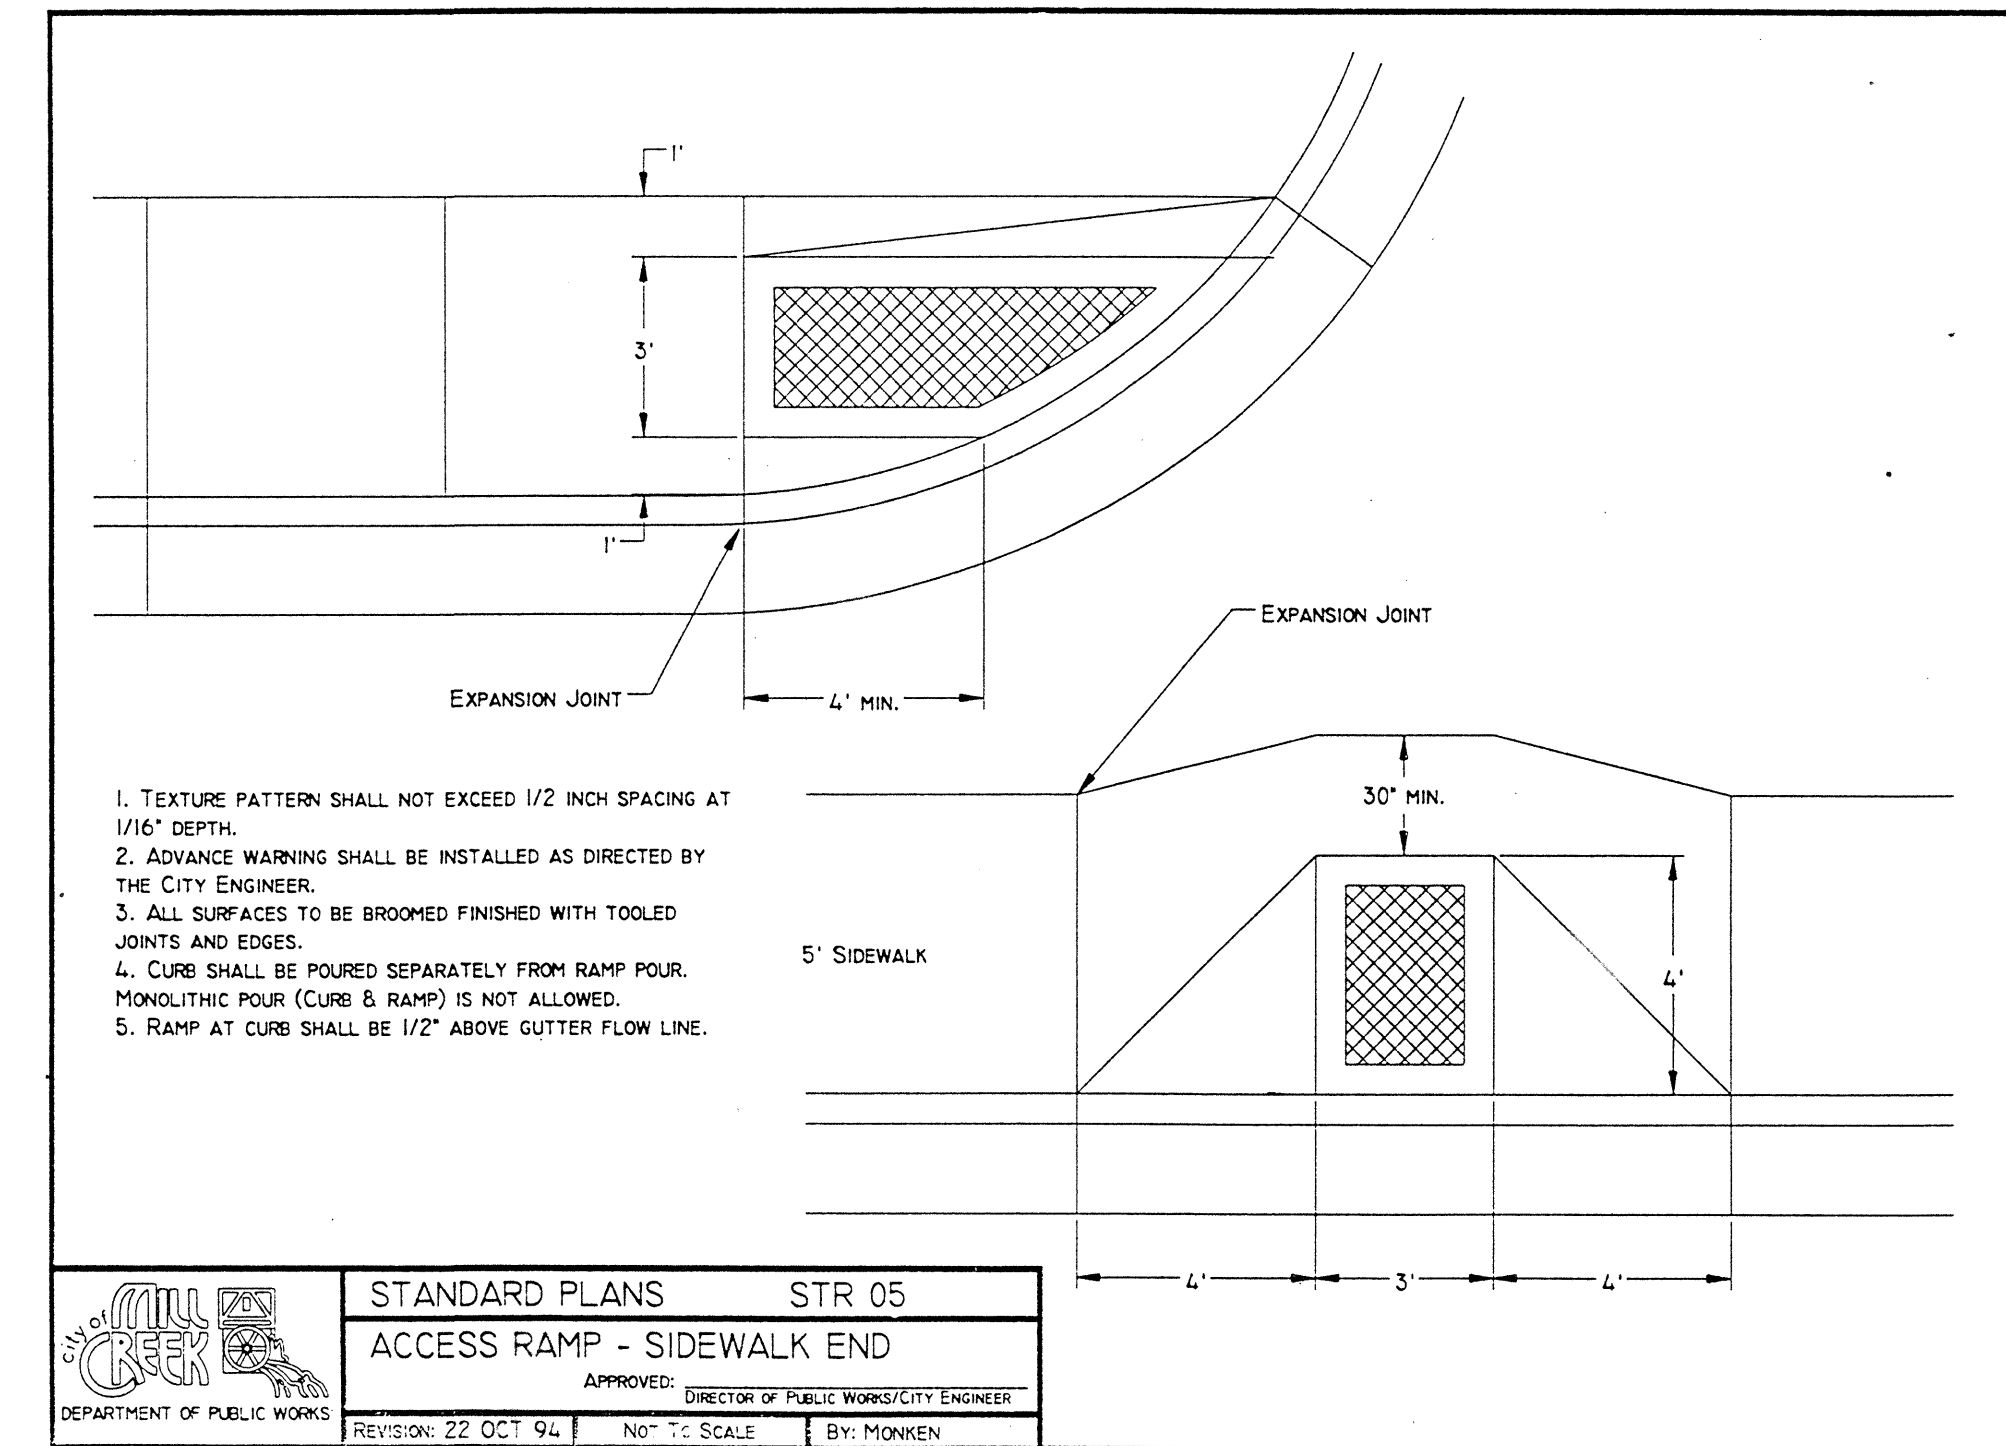 1'
3'
1'
EXPANSION JOINT
4' MIN.
EXPANSION JOINT
30" MIN.
5' SIDEWALK
4'
4'
3'
4'
1. TEXTURE PATTERN SHALL NOT EXCEED 1/2 INCH SPACING AT
1/16" DEPTH.
2. ADVANCE WARNING SHALL BE INSTALLED AS DIRECTED BY
THE CITY ENGINEER.
3. ALL SURFACES TO BE BROOMED FINISHED WITH TOOLED
JOINTS AND EDGES.
4. CURB SHALL BE POURED SEPARATELY FROM RAMP POUR.
MONOLITHIC POUR (CURB & RAMP) IS NOT ALLOWED.
5. RAMP AT CURB SHALL BE 1/2" ABOVE GUTTER FLOW LINE.
City of
MILL
CREEK
DEPARTMENT OF PUBLIC WORKS
STANDARD PLANS STR 05
ACCESS RAMP - SIDEWALK END
APPROVED:
DIRECTOR OF PUBLIC WORKS/CITY ENGINEER
REVISION: 22 OCT 94
NOT TO SCALE
BY: MONKEN